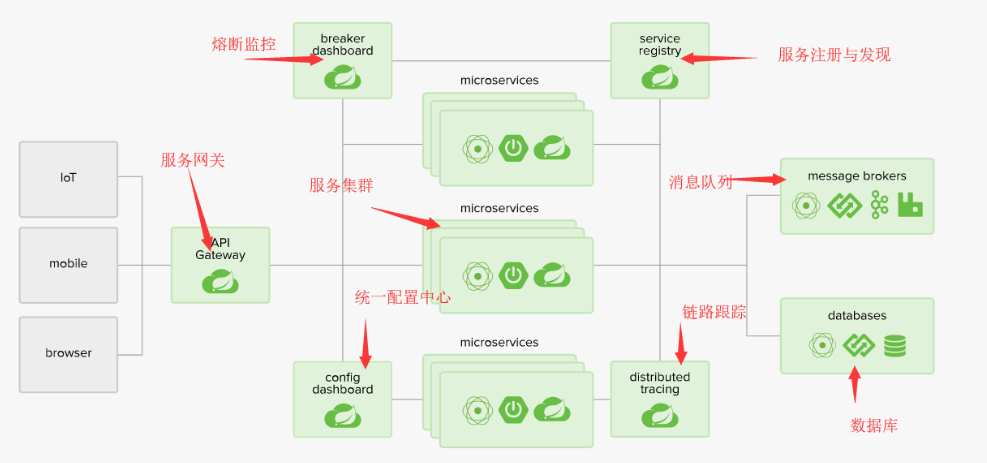 熔断监控
breaker
dashboard
service
registry
服务注册与发现
microservices
服务网关
IoT
服务集群
消息队列
message brokers
mobile
API
Gateway
microservices
统一配置中心
链路跟踪
databases
browser
microservices
config
dashboard
distributed
tracing
数据库